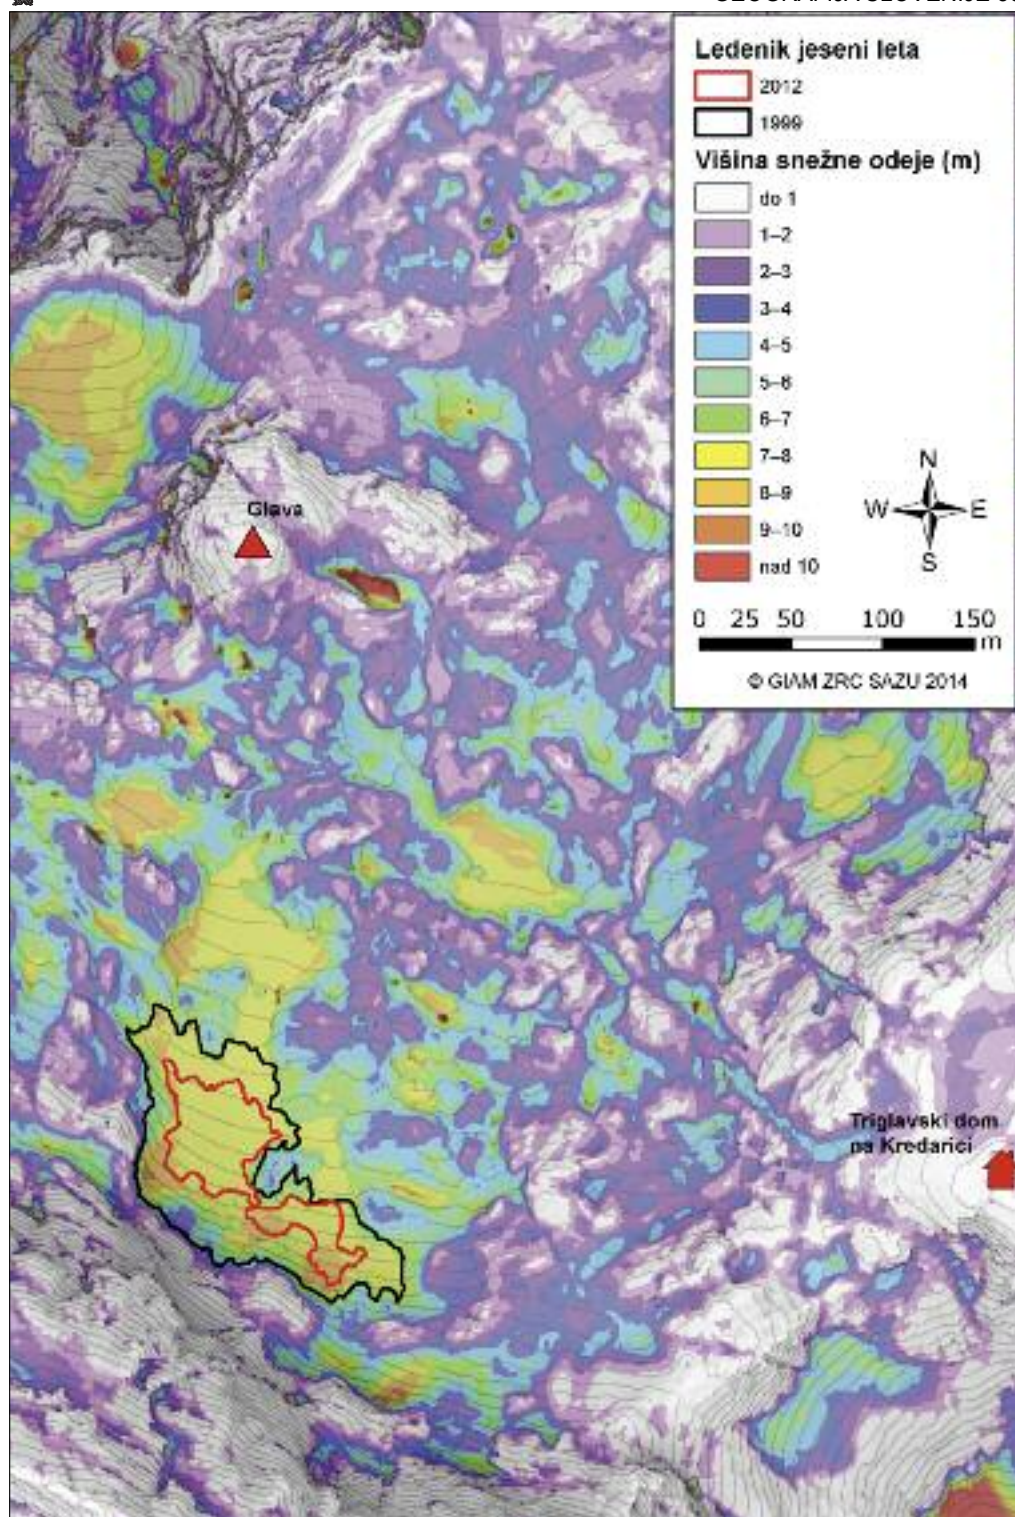 Ledenik jeseni leta
2012
1999
Višina snežne odeje (m)
do 1
1–2
2–3
3–4
4–5
5–6
6–7
7–8
8–9
9–10
nad 10
N
W E
S
0 25 50 100 150
m
© GIAM ZRC SAZU 2014
Glava
Triglavski dom
na Kredarici